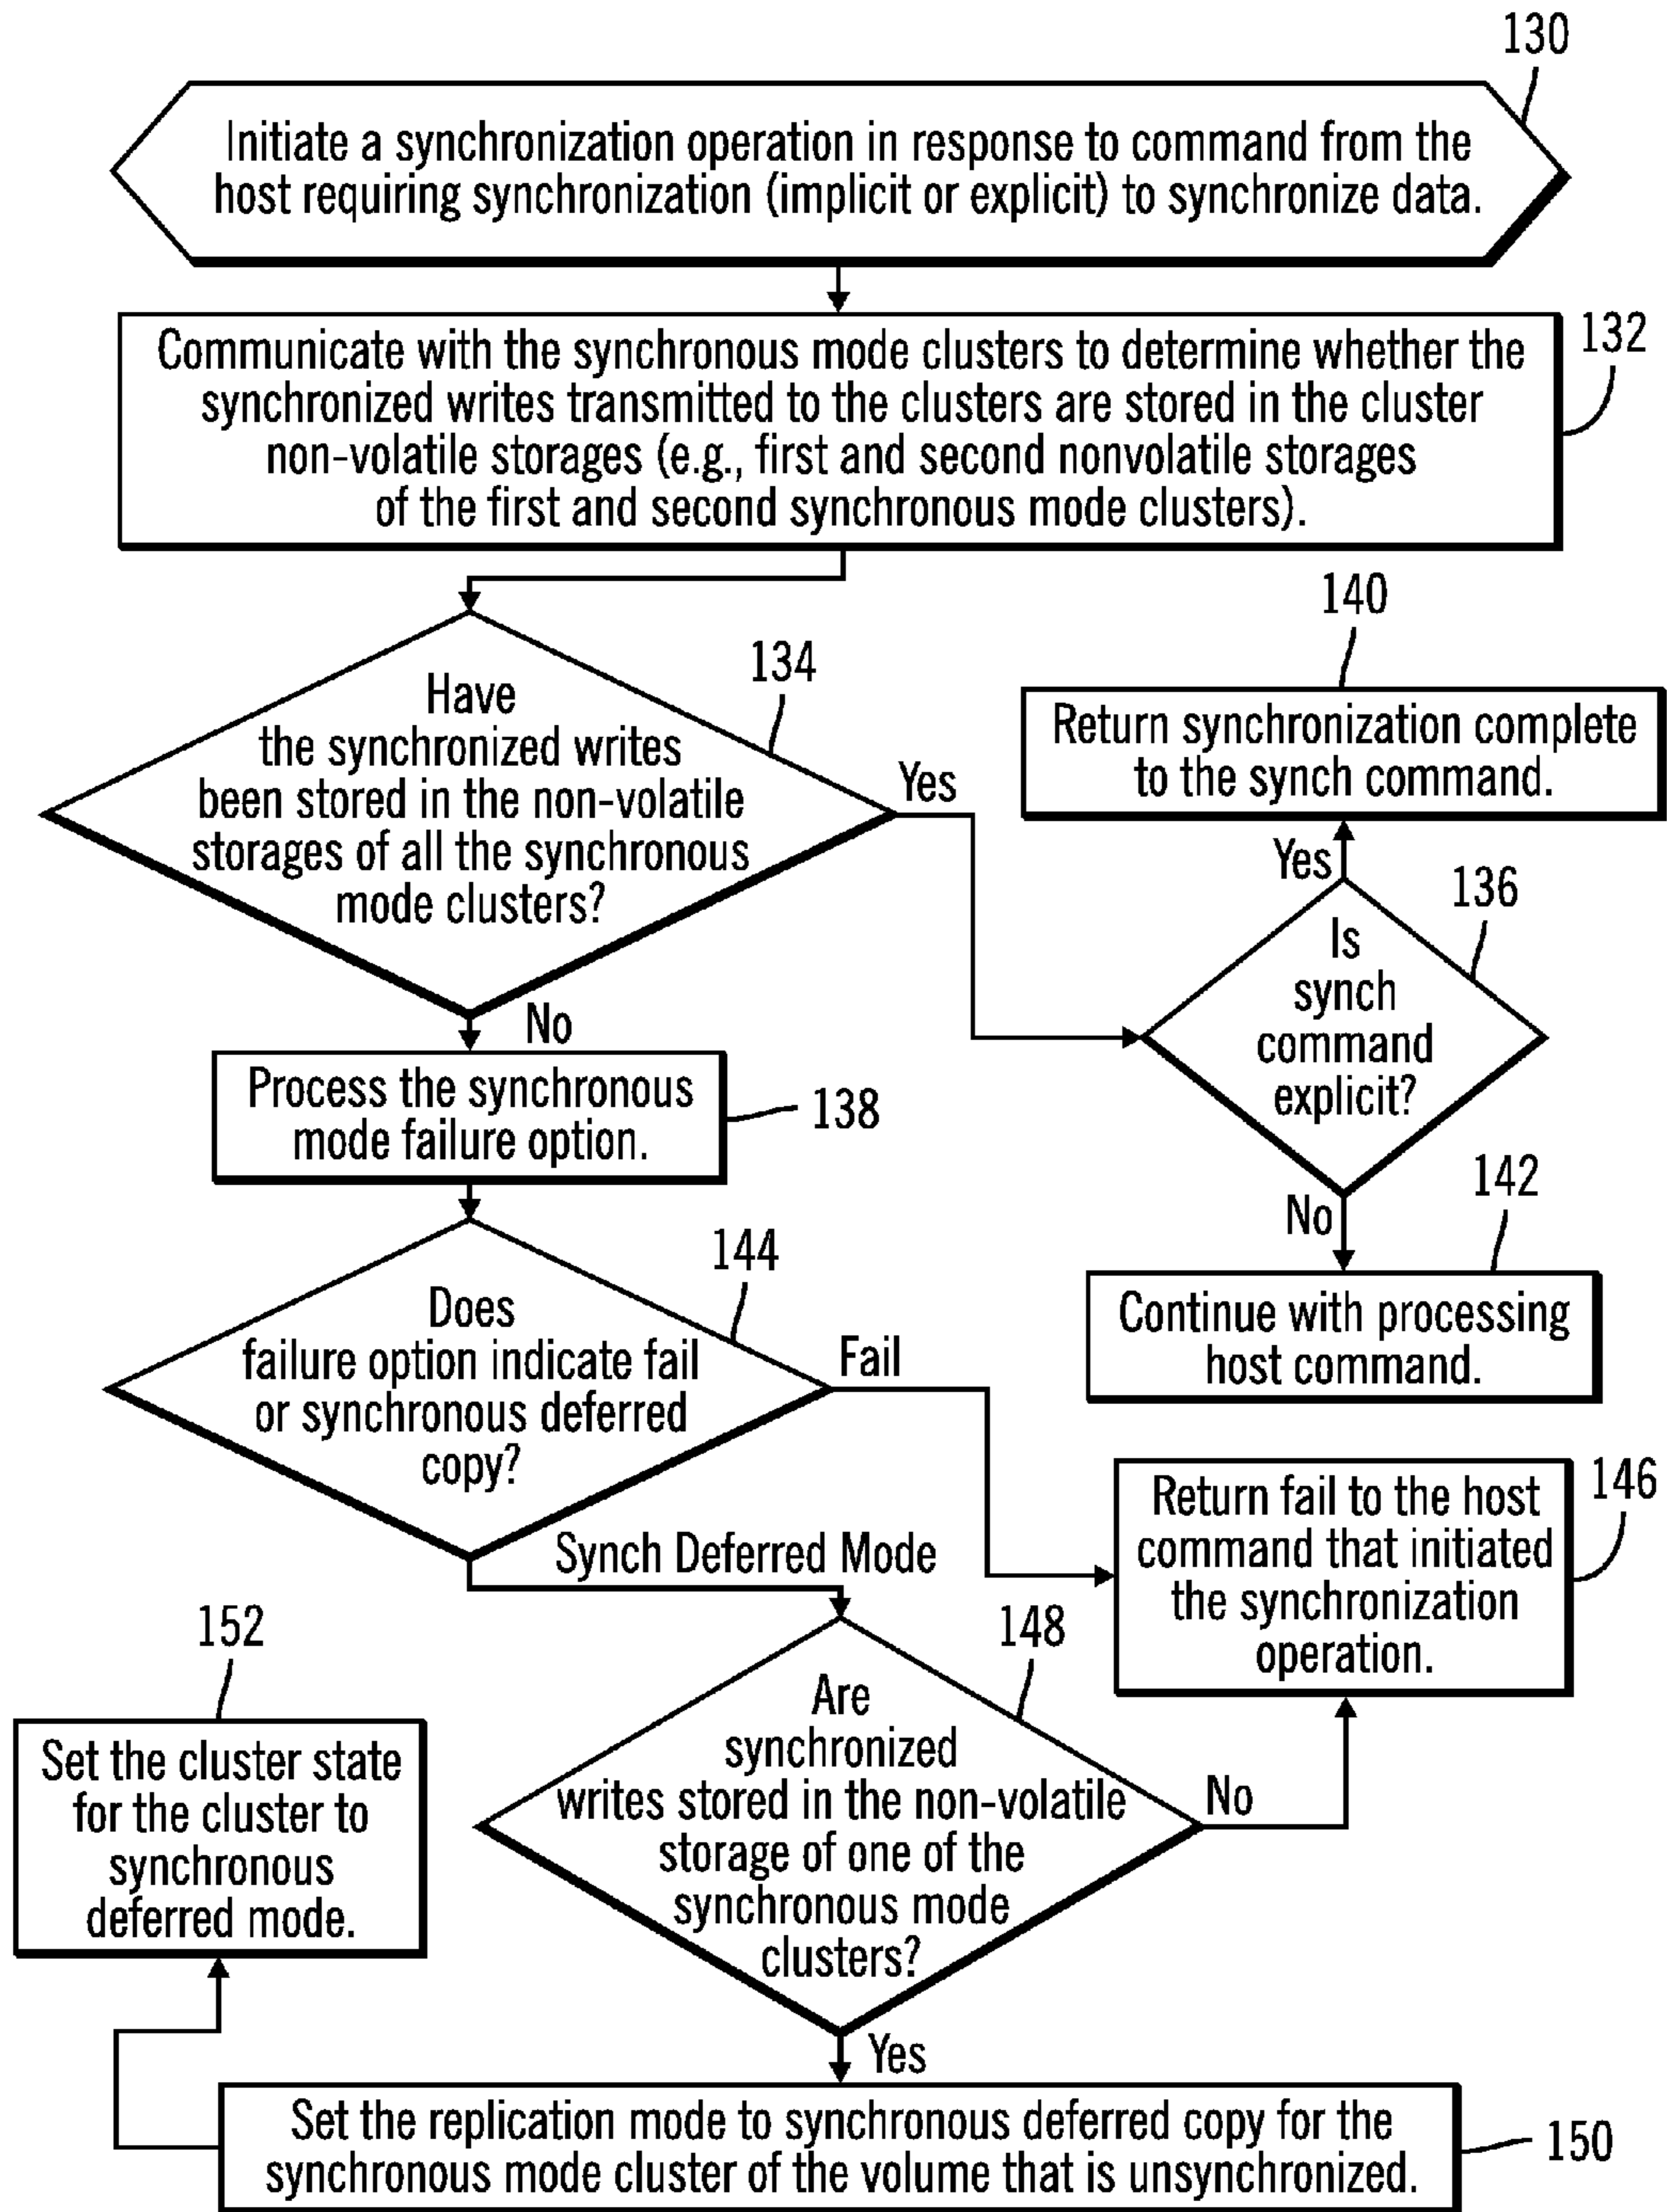 130
Initiate a synchronization operation in response to command from the
host requiring synchronization (implicit or explicit) to synchronize data.
132
Communicate with the synchronous mode clusters to determine whether the
synchronized writes transmitted to the clusters are stored in the cluster
non-volatile storages (e.g., first and second nonvolatile storages
of the first and second synchronous mode clusters).
134
Have
the synchronized writes
been stored in the non-volatile
storages of all the synchronous
mode clusters?
Yes
No
140
Return synchronization complete
to the synch command.
Yes
136
Is
synch
command
explicit?
No
142
Continue with processing
host command.
Process the synchronous
mode failure option.
138
144
Does
failure option indicate fail
or synchronous deferred
copy?
Fail
Synch Deferred Mode
146
Return fail to the host
command that initiated
the synchronization
operation.
148
Are
synchronized
writes stored in the non-volatile
storage of one of the
synchronous mode
clusters?
No
Yes
152
Set the cluster state
for the cluster to
synchronous
deferred mode.
Set the replication mode to synchronous deferred copy for the
synchronous mode cluster of the volume that is unsynchronized.
150